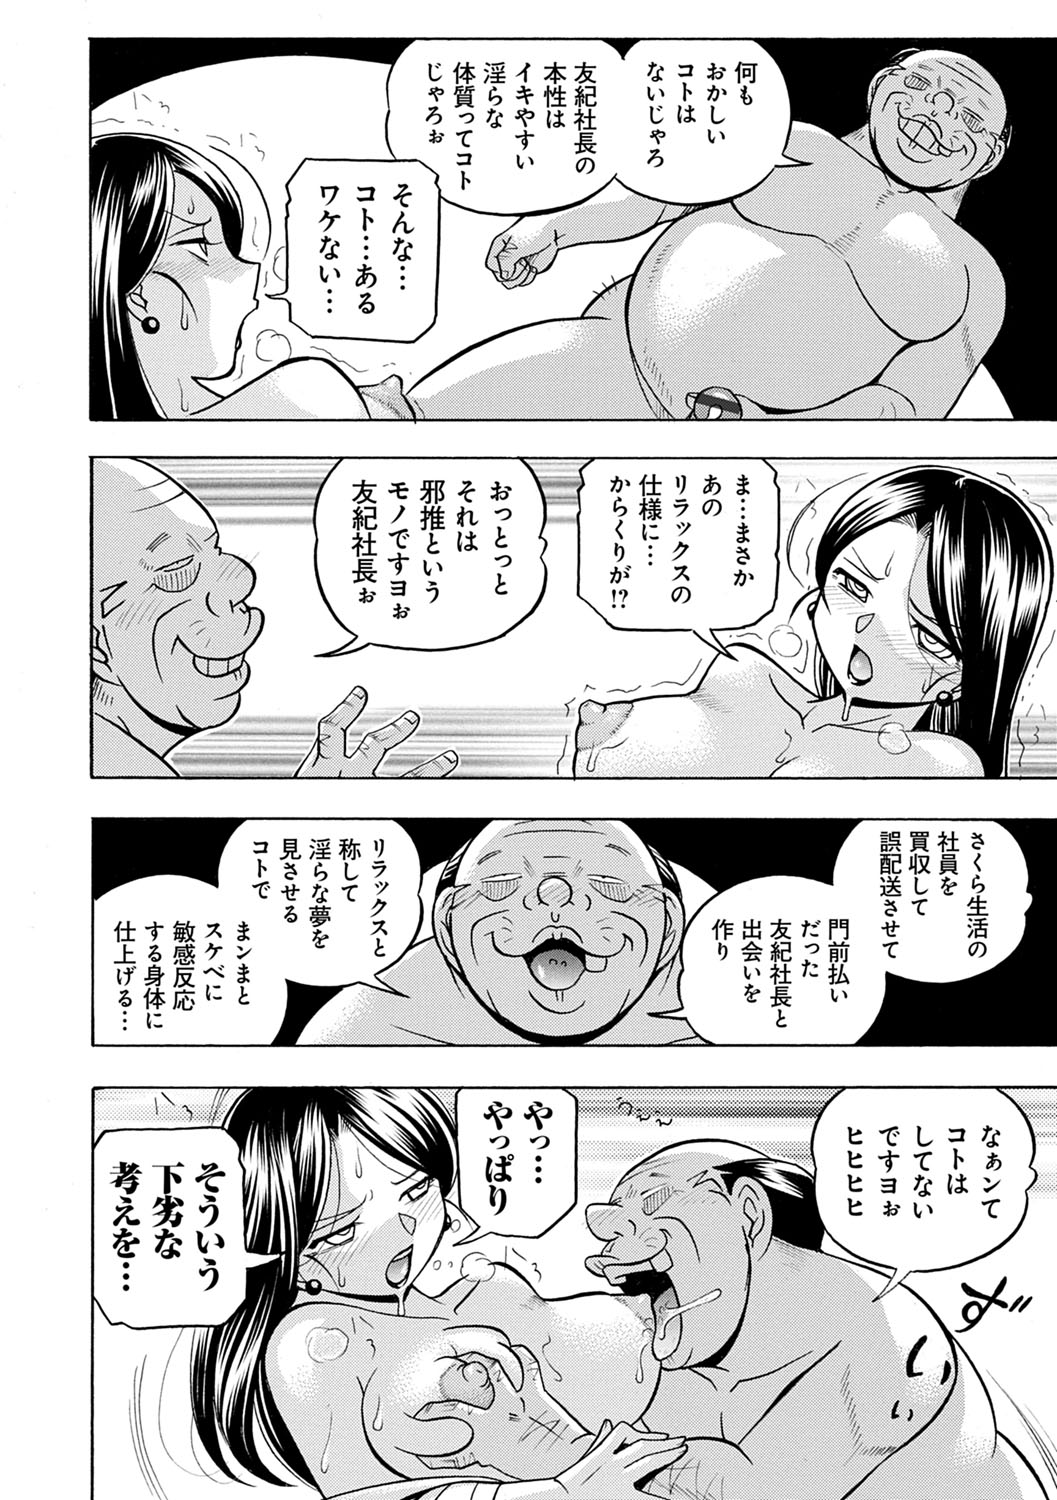 何も
おかしい
コトは
ないじゃろ
友紀社長の
本性は
イキやすい
淫らな
体質ってコト
じゃろぉ
そんな…
コト…ある
ワケない…
ま…まさか
あの
リラックスの
仕様に…
からくりが!?
おっとっと
それは
邪推という
モノですヨぉ
友紀社長ぉ
さくら生活の
社員を
買収して
誤配送させて
門前払い
だった
友紀社長と
出会いを
作り
リラックスと
称して
淫らな夢を
見させる
コトで
まンまと
スケベに
敏感反応
する身体に
仕上げる…
なぁンて
コトは
してない
ですヨぉ
ヒヒヒヒ
やっ…
やっぱり
そういう
下劣な
考えを…